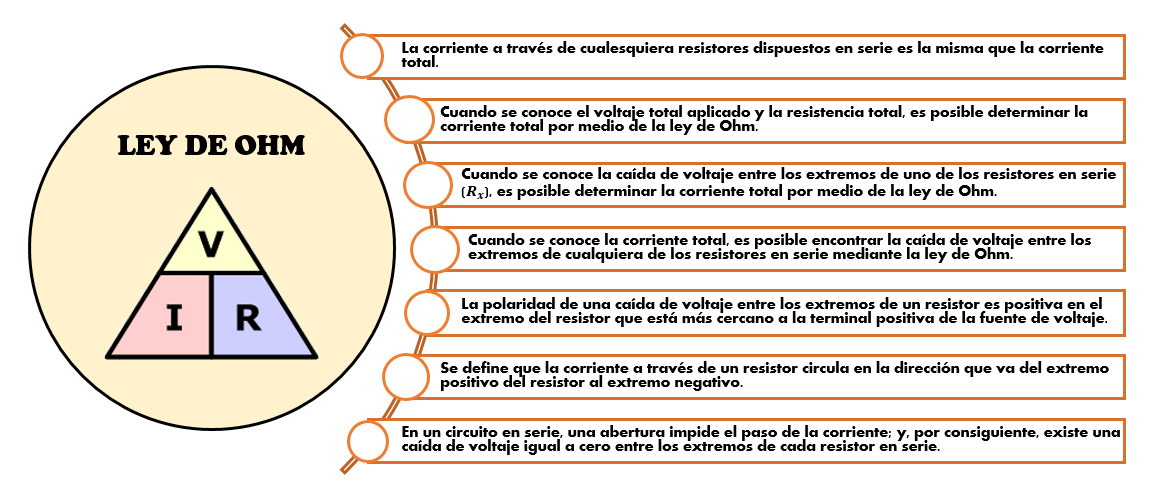 LEY DE OHM
V
I
R
La corriente a través de cualesquiera resistores dispuestos en serie es la misma que la corriente
total.
Cuando se conoce el voltaje total aplicado y la resistencia total, es posible determinar la
corriente total por medio de la ley de Ohm.
Cuando se conoce la caída de voltaje entre los extremos de uno de los resistores en serie
(Rₓ), es posible determinar la corriente total por medio de la ley de Ohm.
Cuando se conoce la corriente total, es posible encontrar la caída de voltaje entre los
extremos de cualquiera de los resistores en serie mediante la ley de Ohm.
La polaridad de una caída de voltaje entre los extremos de un resistor es positiva en el
extremo del resistor que está más cercano a la terminal positiva de la fuente de voltaje.
Se define que la corriente a través de un resistor circula en la dirección que va del extremo
positivo del resistor al extremo negativo.
En un circuito en serie, una abertura impide el paso de la corriente; y, por consiguiente, existe una
caída de voltaje igual a cero entre los extremos de cada resistor en serie.